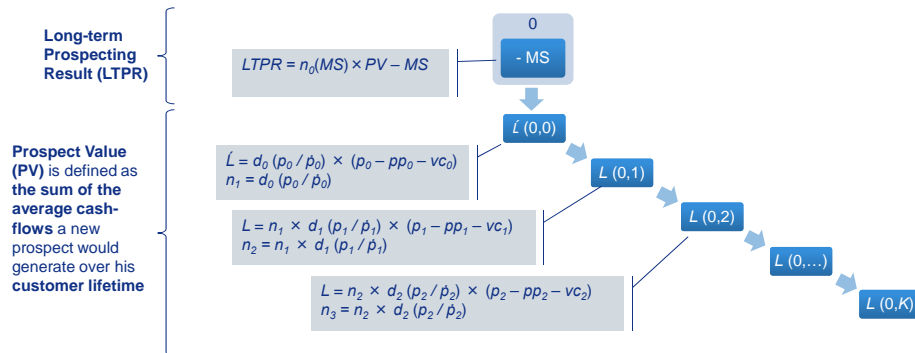 Long-term
Prospecting
Result (LTPR)
LTPR = n₀(MS) × PV – MS
0
- MS
Ĺ (0,0)
Prospect Value
(PV) is defined as
the sum of the
average cash-
flows a new
prospect would
generate over his
customer lifetime
Ĺ = d₀ (p₀ / ṗ₀) × (p₀ – pp₀ – vc₀)
n₁ = d₀ (p₀ / ṗ₀)
L (0,1)
L = n₁ × d₁ (p₁ / ṗ₁) × (p₁ – pp₁ – vc₁)
n₂ = n₁ × d₁ (p₁ / ṗ₁)
L (0,2)
L = n₂ × d₂ (p₂ / ṗ₂) × (p₂ – pp₂ – vc₂)
n₃ = n₂ × d₂ (p₂ / ṗ₂)
L (0,…)
L (0,K)